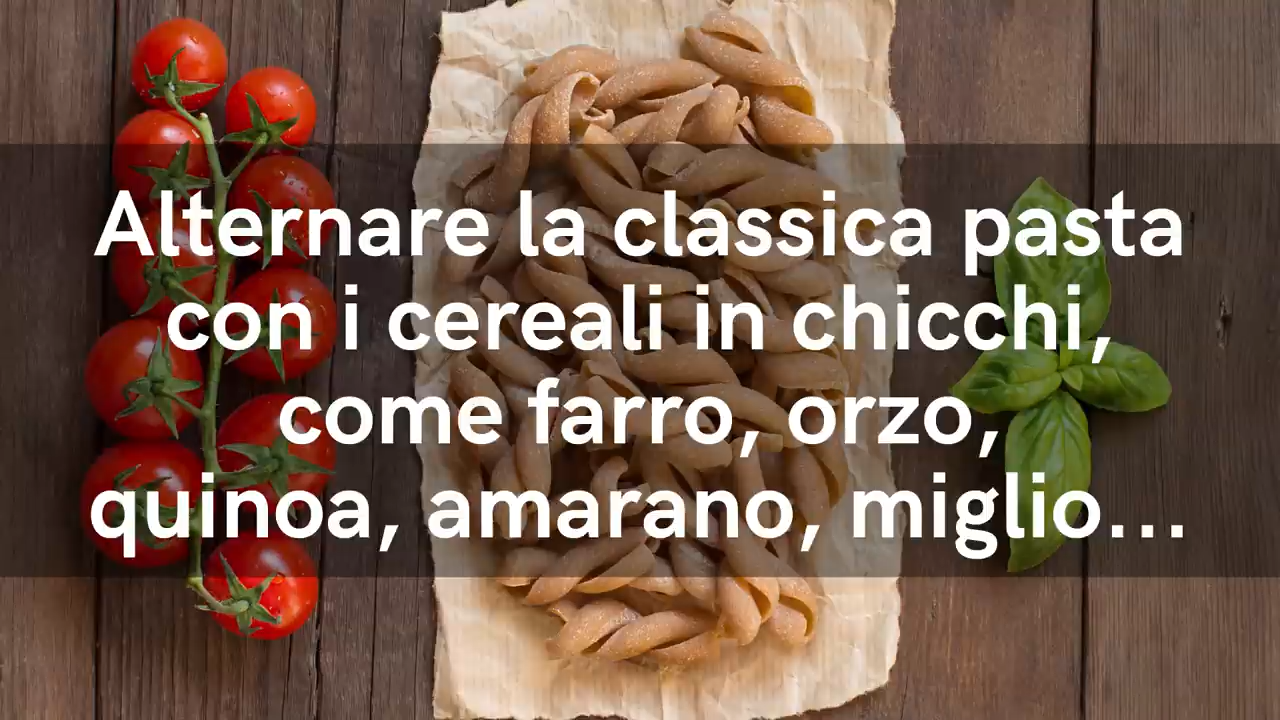 Alternare la classica pasta
con i cereali in chicchi,
come farro, orzo,
quinoa, amarano, miglio...